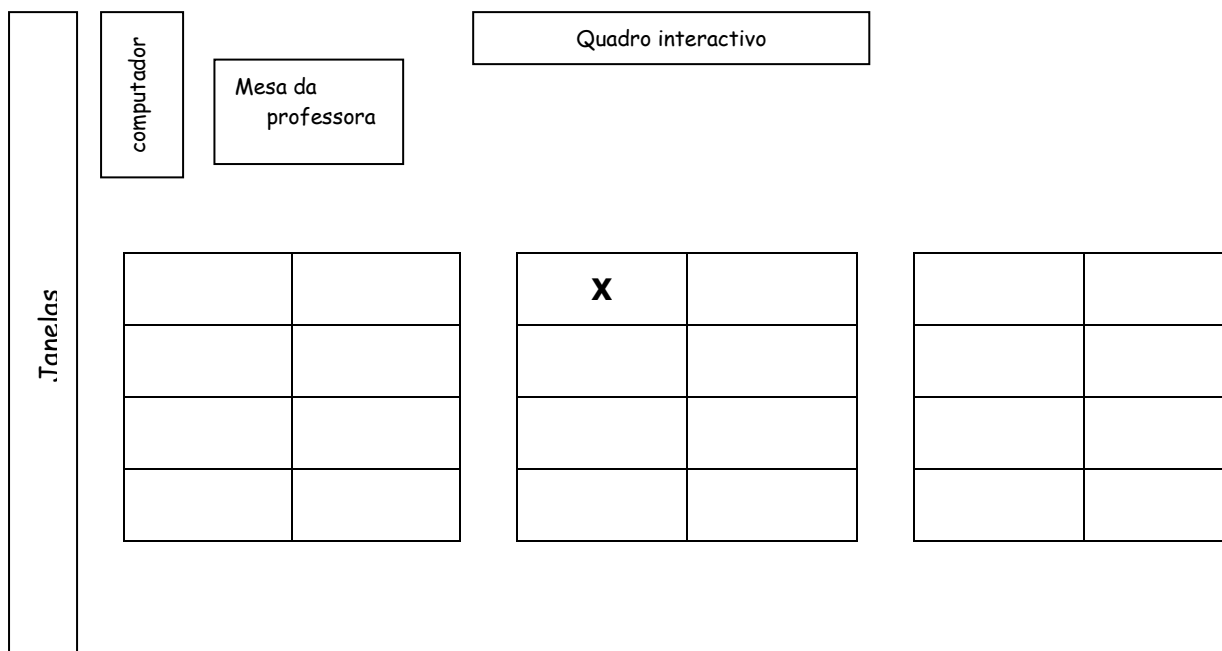 computador
Quadro interactivo
Mesa da
professora
X
Janelas